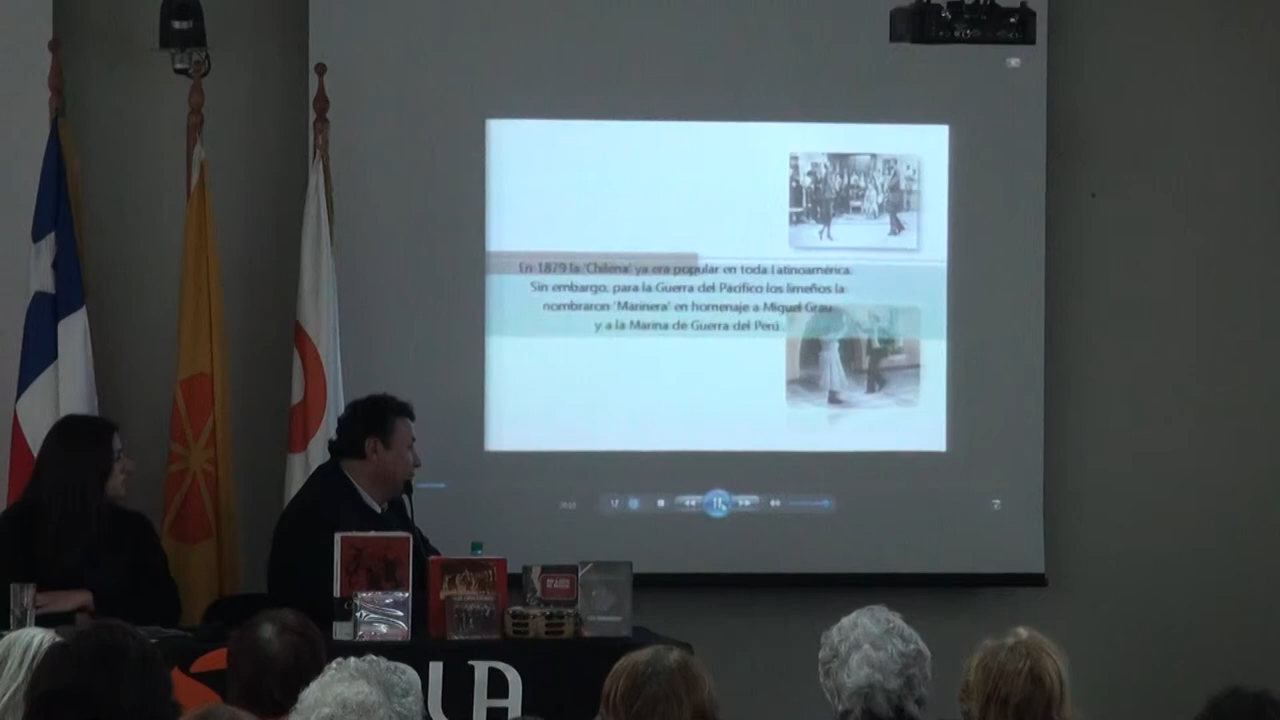 En 1879 la 'Chilena' ya era popular en toda Latinoamérica.
Sin embargo, para la Guerra del Pacífico los limeños la
nombraron 'Marinera' en homenaje a Miguel Grau
y a la Marina de Guerra del Perú.